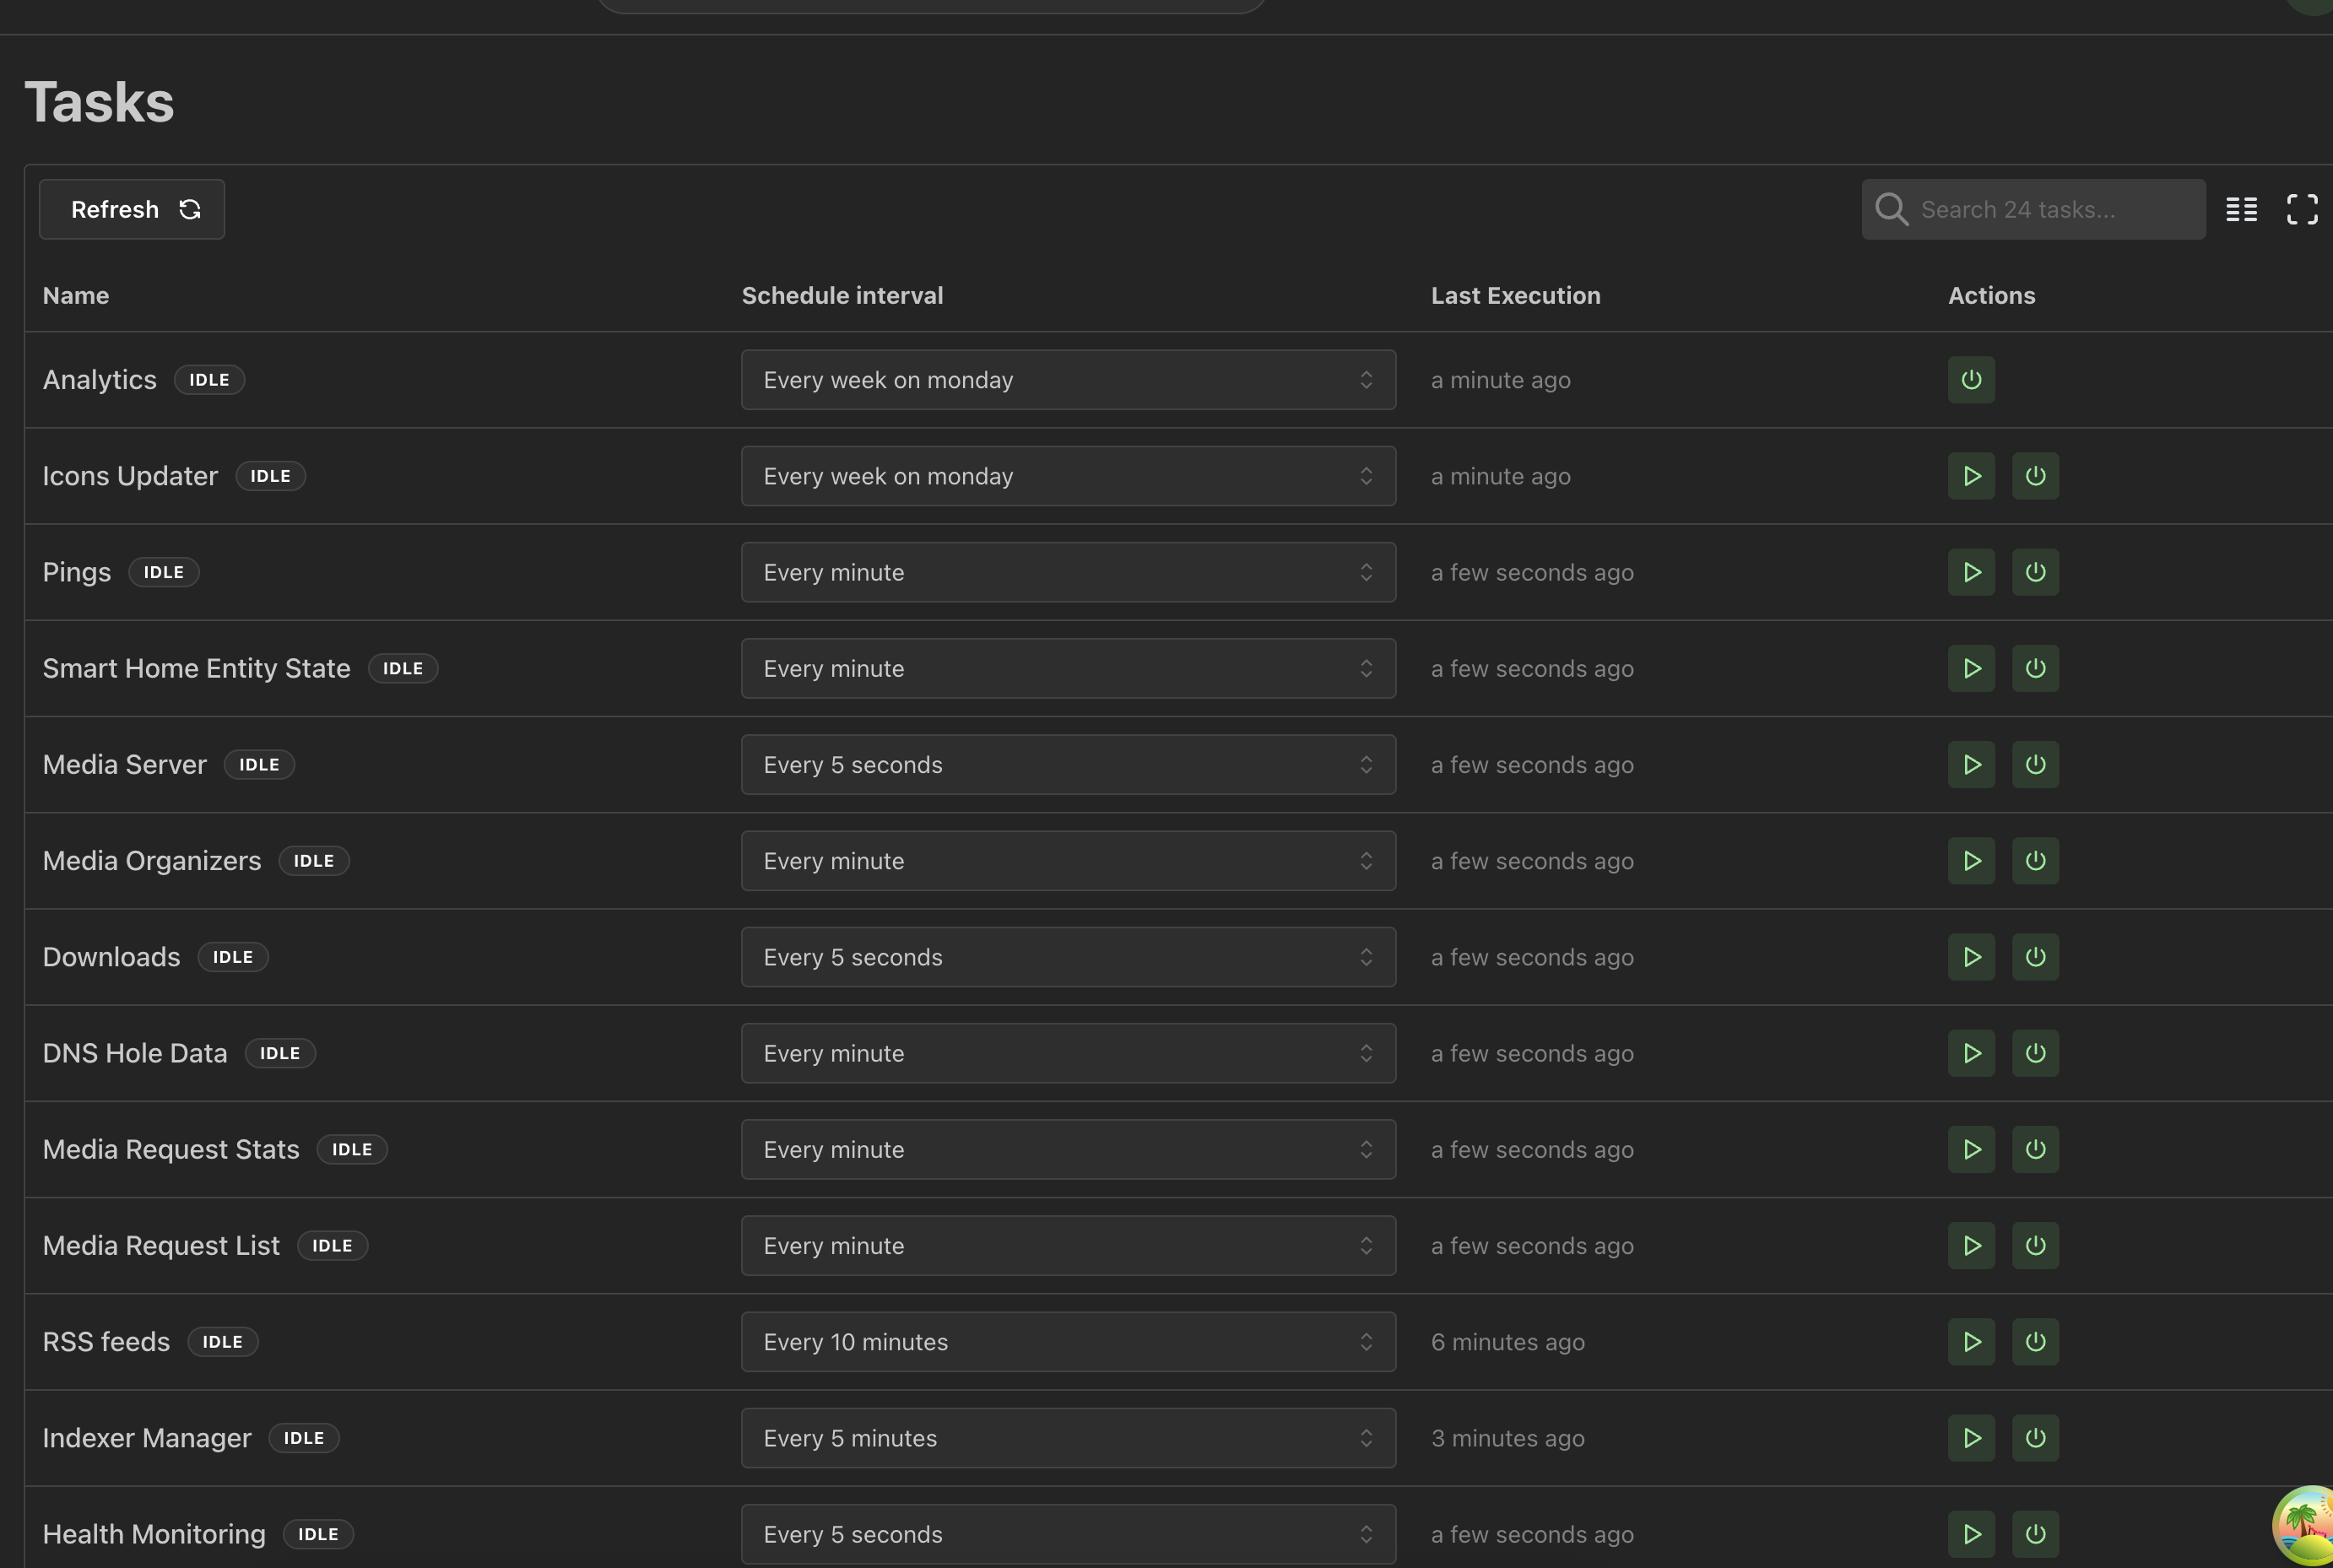 Tasks
Refresh
Search 24 tasks...
Name Schedule interval Last Execution Actions
Analytics IDLE Every week on monday a minute ago
Icons Updater IDLE Every week on monday a minute ago
Pings IDLE Every minute a few seconds ago
Smart Home Entity State IDLE Every minute a few seconds ago
Media Server IDLE Every 5 seconds a few seconds ago
Media Organizers IDLE Every minute a few seconds ago
Downloads IDLE Every 5 seconds a few seconds ago
DNS Hole Data IDLE Every minute a few seconds ago
Media Request Stats IDLE Every minute a few seconds ago
Media Request List IDLE Every minute a few seconds ago
RSS feeds IDLE Every 10 minutes 6 minutes ago
Indexer Manager IDLE Every 5 minutes 3 minutes ago
Health Monitoring IDLE Every 5 seconds a few seconds ago